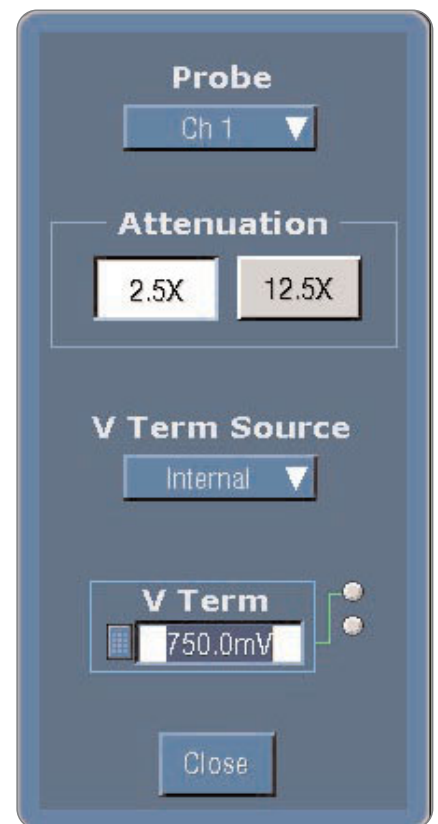 Probe
Ch 1
Attenuation
2.5X 12.5X
V Term Source
Internal
V Term
750.0mV
Close